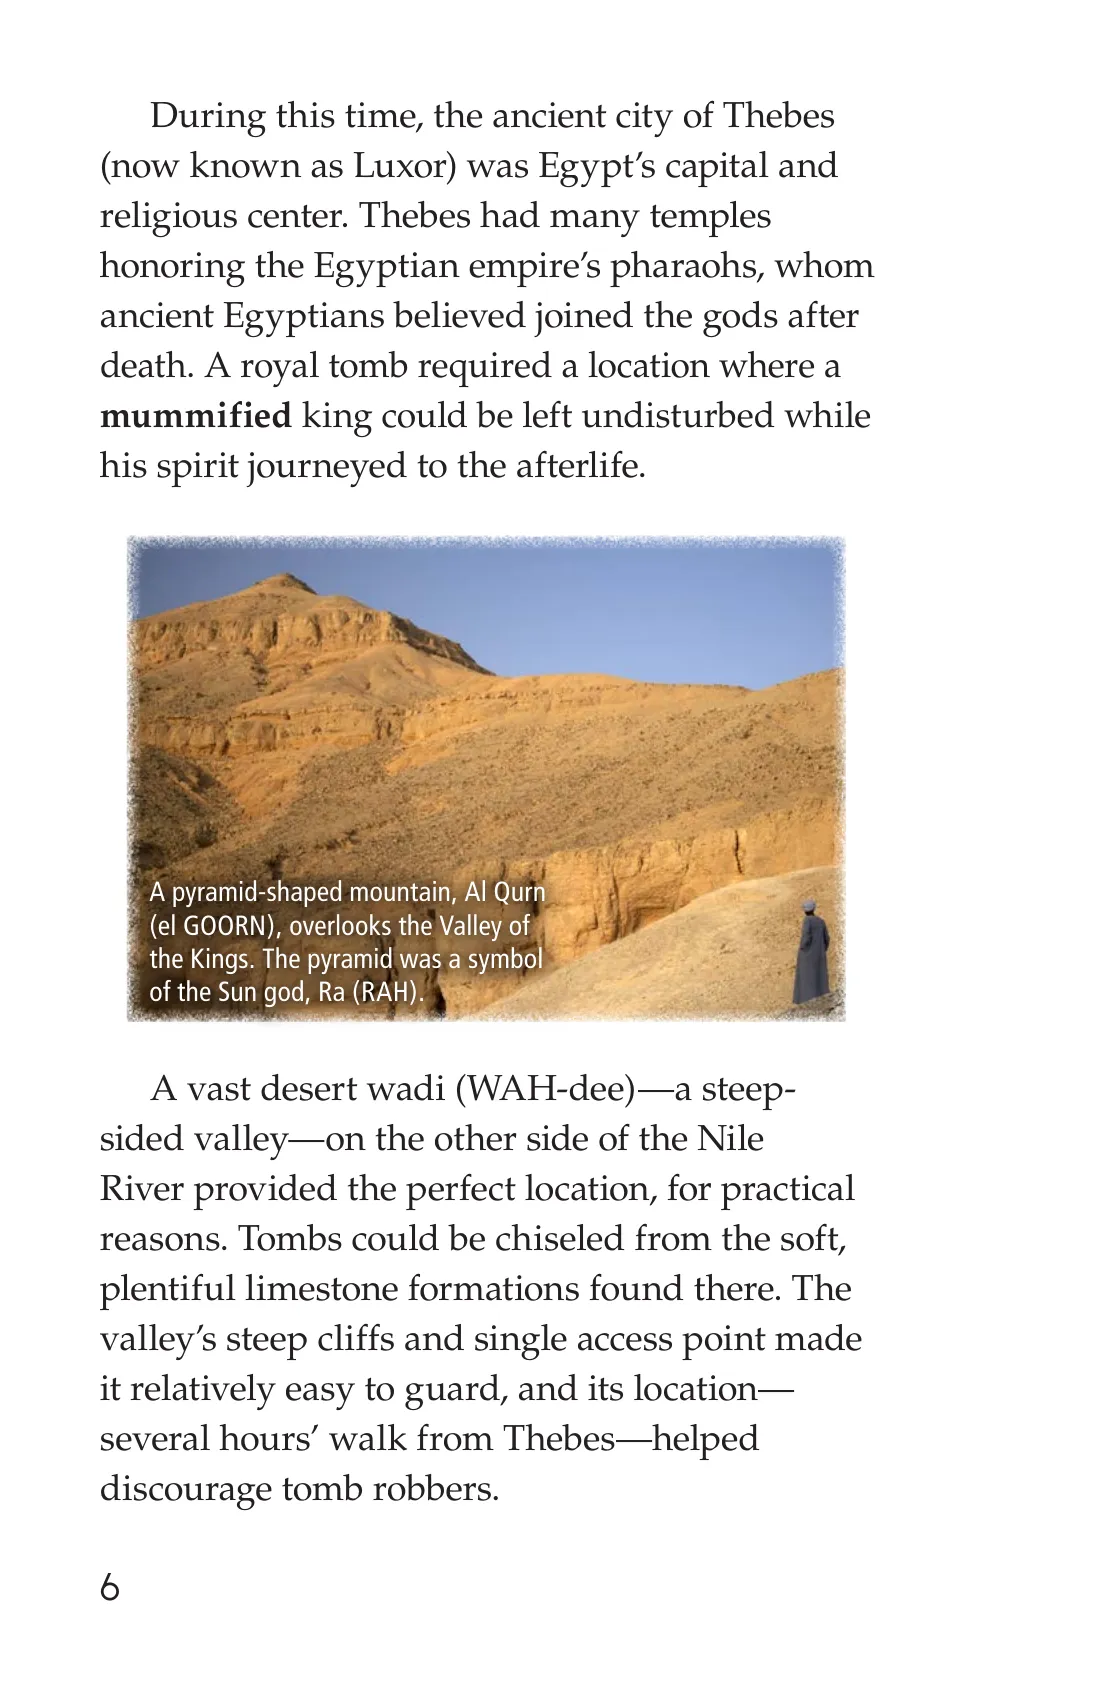 During this time, the ancient city of Thebes
(now known as Luxor) was Egypt’s capital and
religious center. Thebes had many temples
honoring the Egyptian empire’s pharaohs, whom
ancient Egyptians believed joined the gods after
death. A royal tomb required a location where a
mummified king could be left undisturbed while
his spirit journeyed to the afterlife.
A pyramid-shaped mountain, Al Qurn
(el GOORN), overlooks the Valley of
the Kings. The pyramid was a symbol
of the Sun god, Ra (RAH).
A vast desert wadi (WAH-dee)—a steep-
sided valley—on the other side of the Nile
River provided the perfect location, for practical
reasons. Tombs could be chiseled from the soft,
plentiful limestone formations found there. The
valley’s steep cliffs and single access point made
it relatively easy to guard, and its location—
several hours’ walk from Thebes—helped
discourage tomb robbers.
6